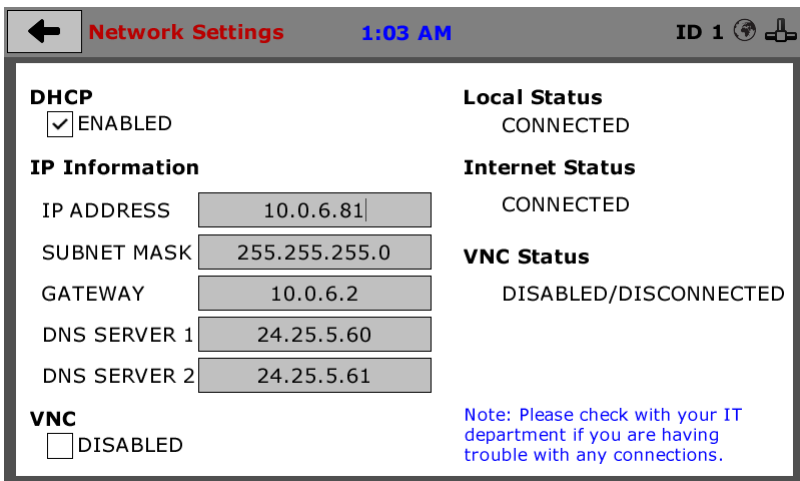 Network Settings 1:03 AM ID 1
DHCP
ENABLED
IP Information
IP ADDRESS 10.0.6.81
SUBNET MASK 255.255.255.0
GATEWAY 10.0.6.2
DNS SERVER 1 24.25.5.60
DNS SERVER 2 24.25.5.61
VNC
DISABLED
Local Status
CONNECTED
Internet Status
CONNECTED
VNC Status
DISABLED/DISCONNECTED
Note: Please check with your IT
department if you are having
trouble with any connections.